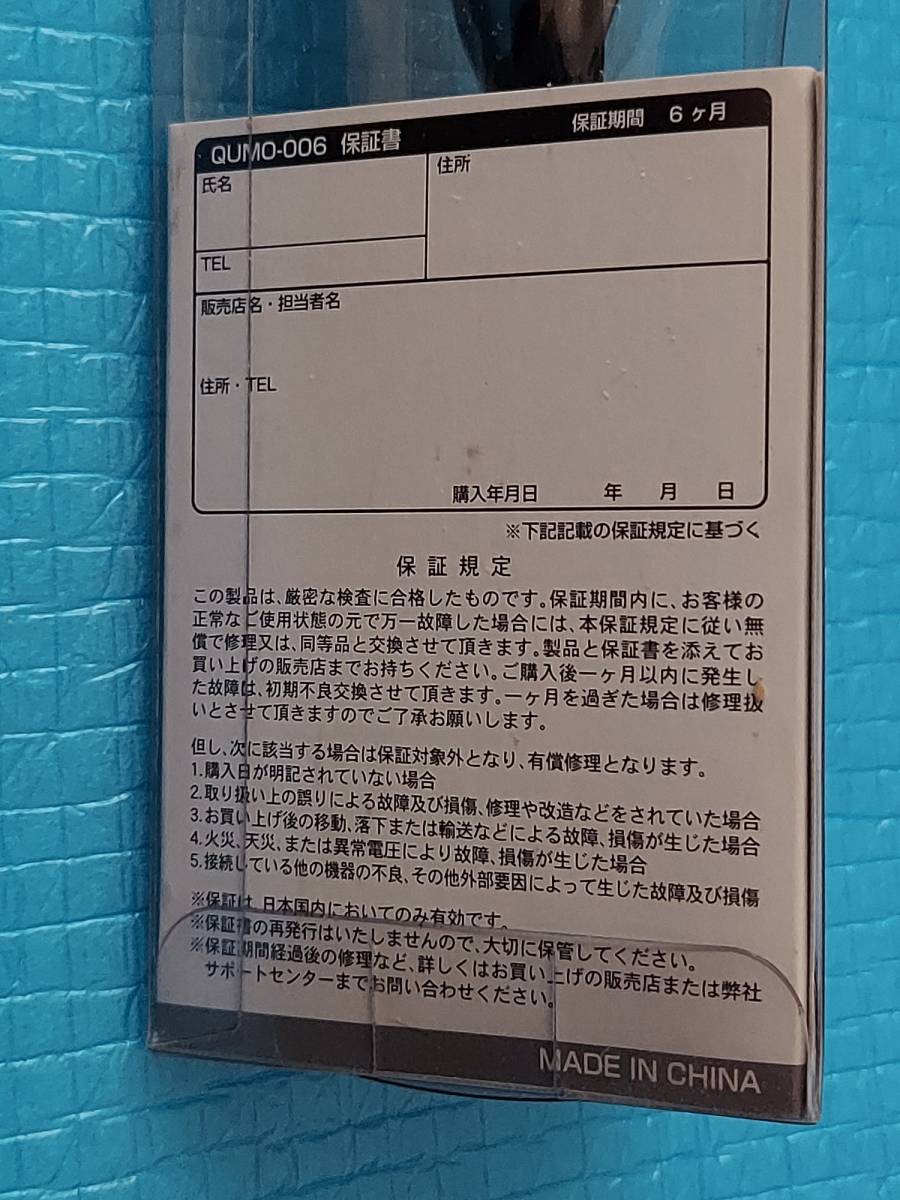 QUMO-006 保証書 保証期間 6ヶ月
氏名
住所
TEL
販売店名・担当者名
住所・TEL
購入年月日 年 月 日
※下記記載の保証規定に基づく
保証規定
この製品は、厳密な検査に合格したものです。保証期間内に、お客様の
正常なご使用状態の元で万一故障した場合には、本保証規定に従い無
償で修理又は、同等品と交換させて頂きます。製品と保証書を添えてお
買い上げの販売店までお持ちください。ご購入後一ヶ月以内に発生し
た故障は、初期不良交換させて頂きます。一ヶ月を過ぎた場合は修理扱
いとさせて頂きますのでご了承お願いします。
但し、次に該当する場合は保証対象外となり、有償修理となります。
1.購入日が明記されていない場合
2.取り扱い上の誤りによる故障及び損傷、修理や改造などをされていた場合
3.お買い上げ後の移動、落下または輸送などによる故障、損傷が生じた場合
4.火災、天災、または異常電圧により故障、損傷が生じた場合
5.接続している他の機器の不良、その他外部要因によって生じた故障及び損傷
※保証は、日本国内においてのみ有効です。
※保証書の再発行はいたしませんので、大切に保管してください。
※保証期間経過後の修理など、詳しくはお買い上げの販売店または弊社
サポートセンターまでお問い合わせください。
MADE IN CHINA